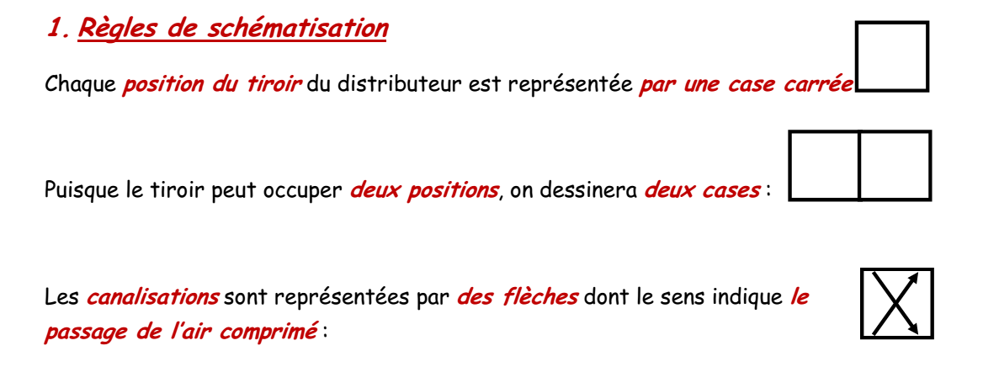 1. Règles de schématisation
Chaque position du tiroir du distributeur est représentée par une case carrée
Puisque le tiroir peut occuper deux positions, on dessinera deux cases :
Les canalisations sont représentées par des flèches dont le sens indique le
passage de l'air comprimé :